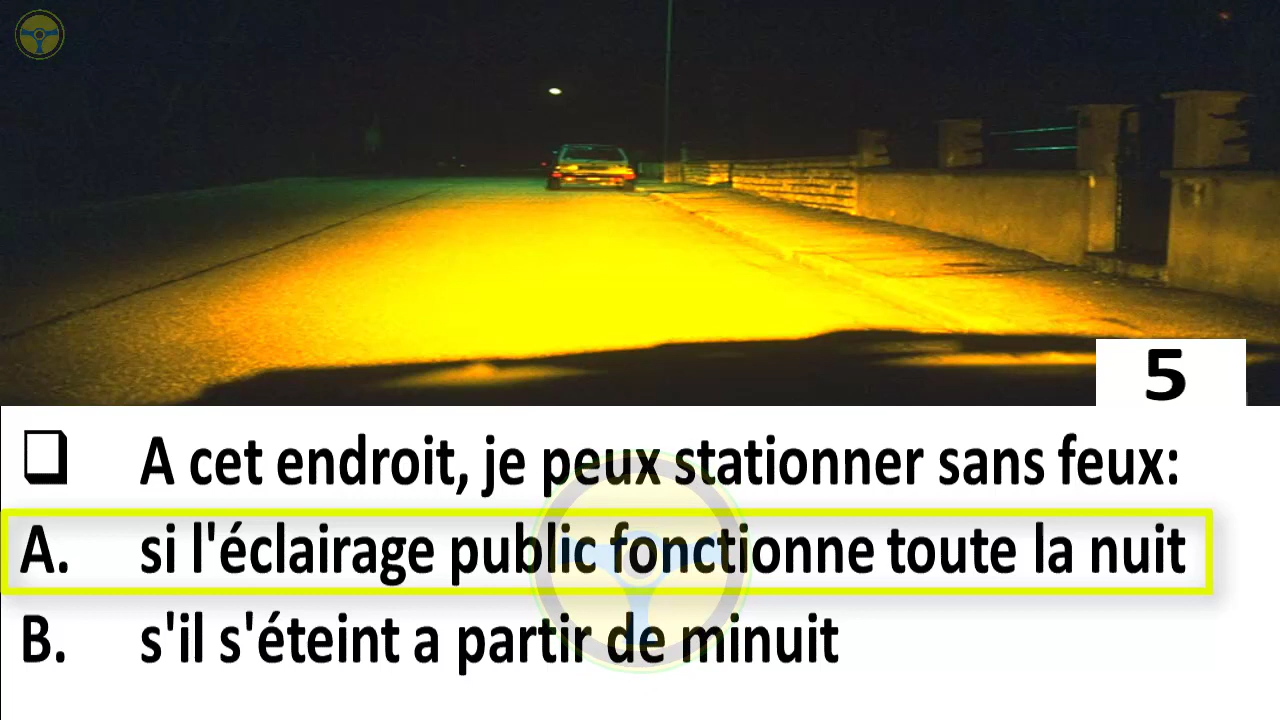 5
❑ A cet endroit, je peux stationner sans feux:
A. si l'éclairage public fonctionne toute la nuit
B. s'il s'éteint a partir de minuit